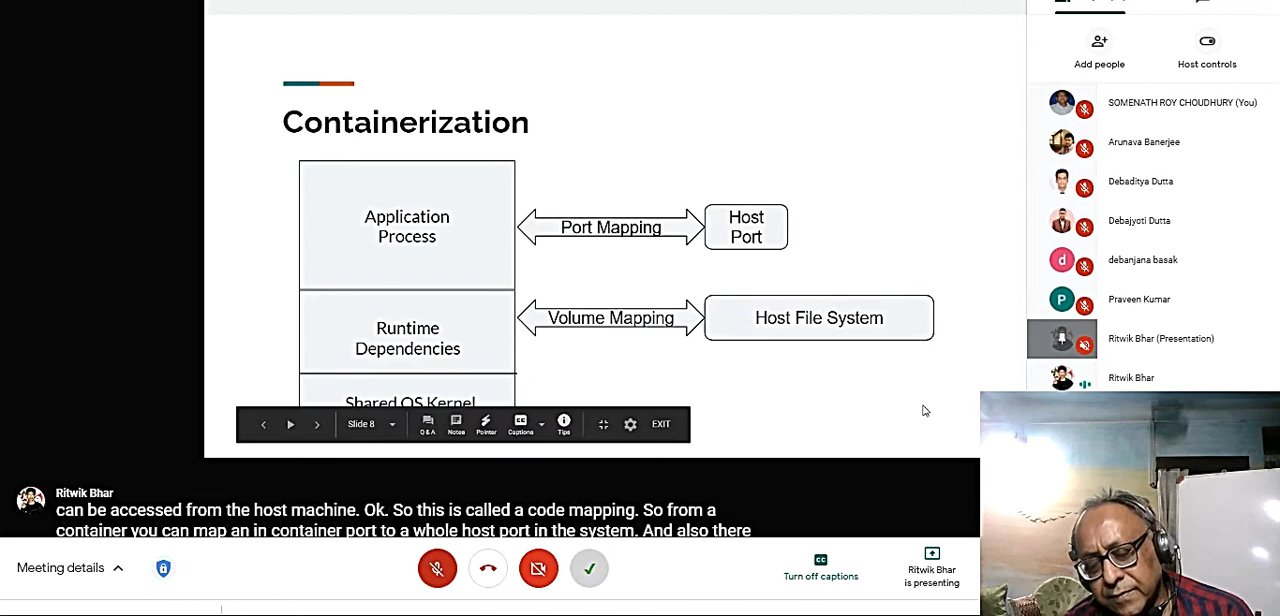 Containerization
Application
Process
Port Mapping
Host
Port
Runtime
Dependencies
Volume Mapping
Host File System
Shared OS Kernel
Slide 8
Q & A
Notes
Pointer
Captions
Tips
EXIT
Add people
Host controls
SOMENATH ROY CHOUDHURY (You)
Arunava Banerjee
Debaditya Dutta
Debajyoti Dutta
d
debanjana basak
P
Praveen Kumar
Ritwik Bhar (Presentation)
Ritwik Bhar
Ritwik Bhar
can be accessed from the host machine. Ok. So this is called a code mapping. So from a
container you can map an in container port to a whole host port in the system. And also there
Meeting details
CC
Turn off captions
Ritwik Bhar
is presenting